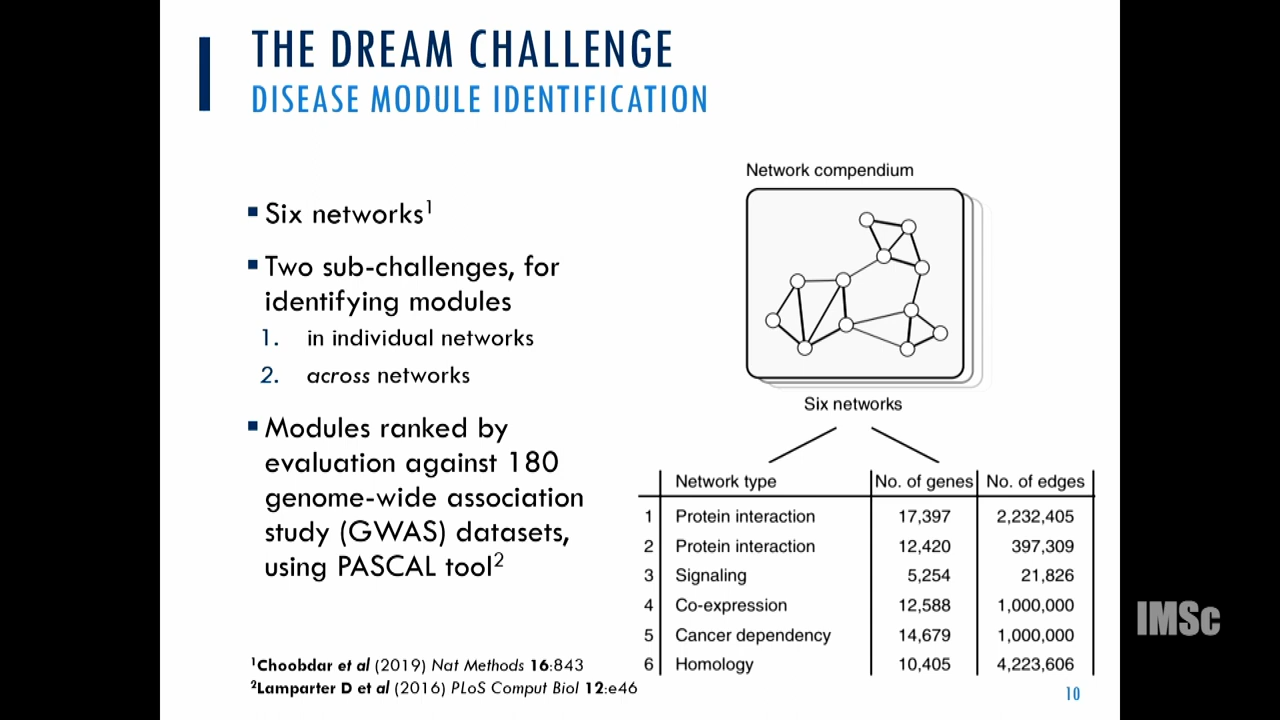 THE DREAM CHALLENGE
DISEASE MODULE IDENTIFICATION
▪ Six networks¹
▪ Two sub-challenges, for
identifying modules
1. in individual networks
2. across networks
▪ Modules ranked by
evaluation against 180
genome-wide association
study (GWAS) datasets,
using PASCAL tool²
¹Choobdar et al (2019) Nat Methods 16:843
²Lamparter D et al (2016) PLoS Comput Biol 12:e46
Network compendium
Six networks
Network type No. of genes No. of edges
1 Protein interaction 17,397 2,232,405
2 Protein interaction 12,420 397,309
3 Signaling 5,254 21,826
4 Co-expression 12,588 1,000,000
5 Cancer dependency 14,679 1,000,000
6 Homology 10,405 4,223,606
IMSc
10